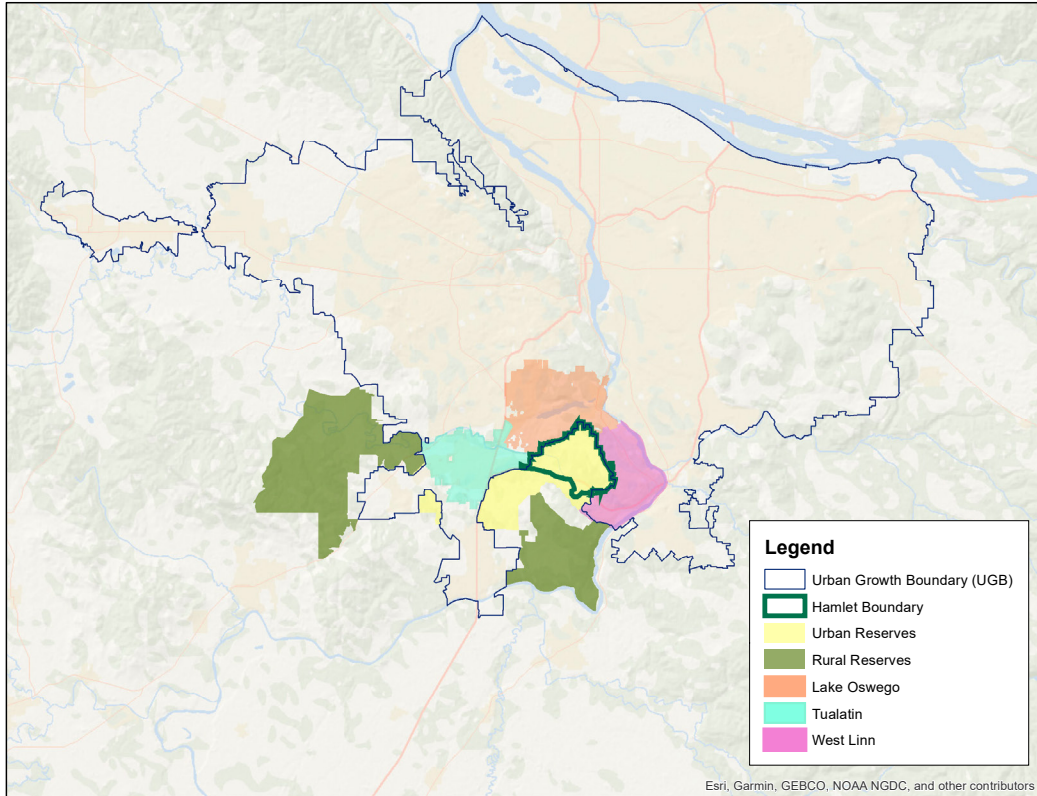 Legend
Urban Growth Boundary (UGB)
Hamlet Boundary
Urban Reserves
Rural Reserves
Lake Oswego
Tualatin
West Linn
Esri, Garmin, GEBCO, NOAA NGDC, and other contributors